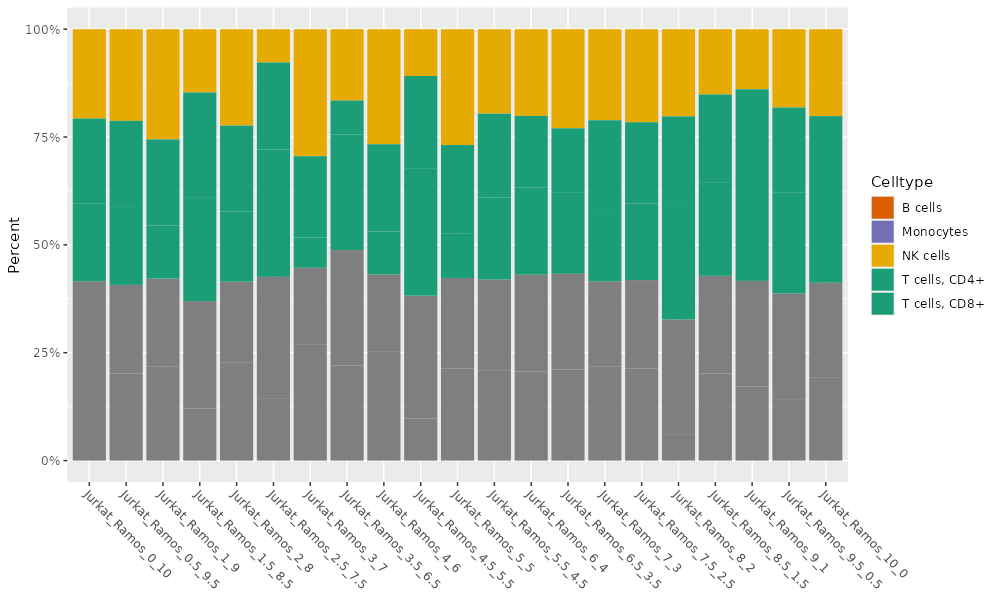 100%
75%
50%
25%
0%
Percent
Jurkat_Ramos_0_10
Jurkat_Ramos_0.5_9.5
Jurkat_Ramos_1_9
Jurkat_Ramos_1.5_8.5
Jurkat_Ramos_2_8
Jurkat_Ramos_2.5_7.5
Jurkat_Ramos_3_7
Jurkat_Ramos_3.5_6.5
Jurkat_Ramos_4_6
Jurkat_Ramos_4.5_5.5
Jurkat_Ramos_5_5
Jurkat_Ramos_5.5_4.5
Jurkat_Ramos_6_4
Jurkat_Ramos_6.5_3.5
Jurkat_Ramos_7_3
Jurkat_Ramos_7.5_2.5
Jurkat_Ramos_8_2
Jurkat_Ramos_8.5_1.5
Jurkat_Ramos_9_1
Jurkat_Ramos_9.5_0.5
Jurkat_Ramos_10_0
Celltype
B cells
Monocytes
NK cells
T cells, CD4+
T cells, CD8+